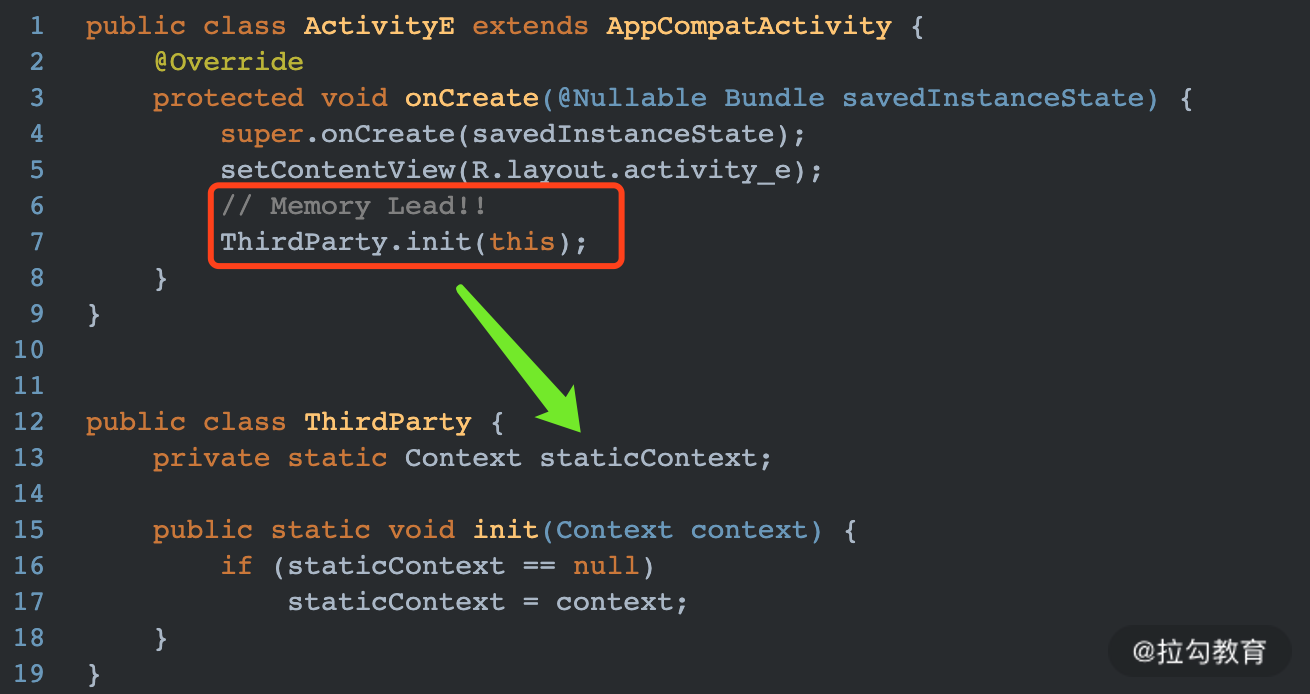 1 public class ActivityE extends AppCompatActivity {
2 @Override
3 protected void onCreate(@Nullable Bundle savedInstanceState) {
4 super.onCreate(savedInstanceState);
5 setContentView(R.layout.activity_e);
6 // Memory Lead!!
7 ThirdParty.init(this);
8 }
9 }
10
11
12 public class ThirdParty {
13 private static Context staticContext;
14
15 public static void init(Context context) {
16 if (staticContext == null)
17 staticContext = context;
18 }
19 }
@拉勾教育